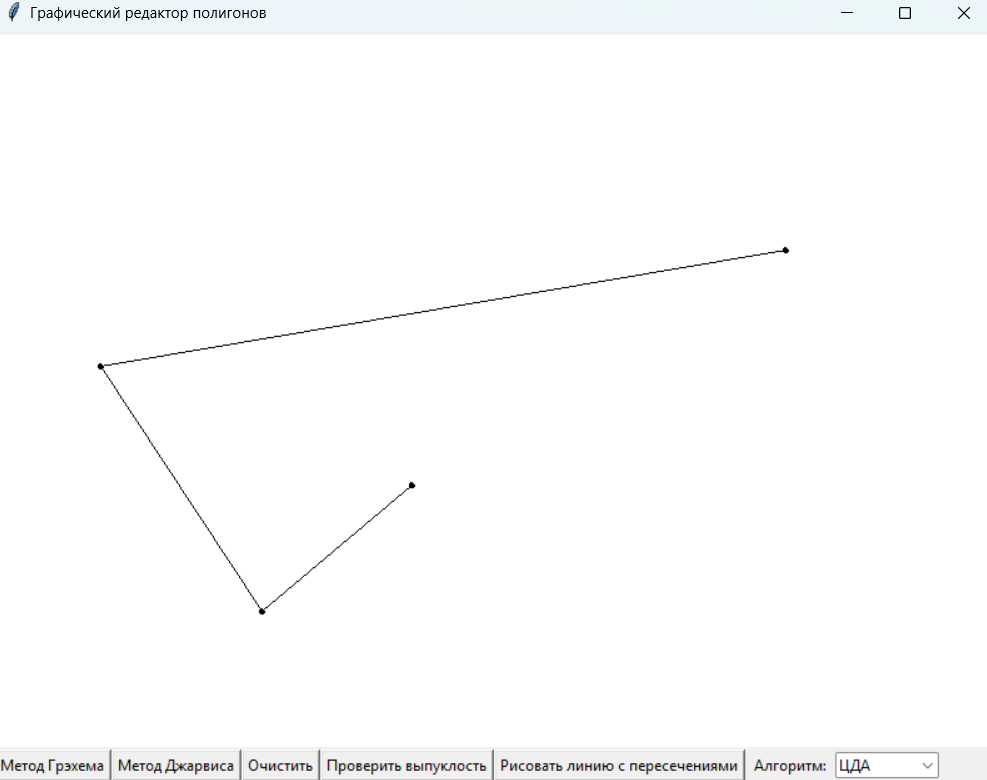 Графический редактор полигонов
Метод Грэхема Метод Джарвиса Очистить Проверить выпуклость Рисовать линию с пересечениями Алгоритм: ЦДА